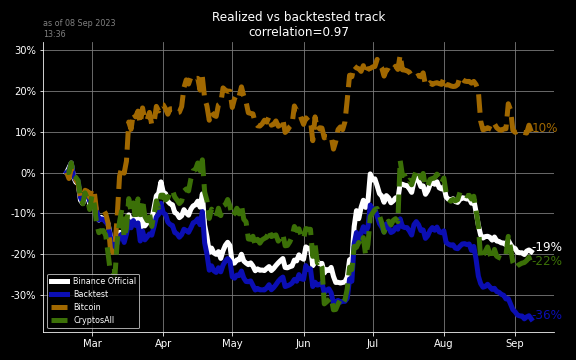 as of 08 Sep 2023
13:36
Realized vs backtested track
correlation=0.97
30%
20%
10%
0%
-10%
-20%
-30%
10%
-19%
-22%
-36%
Binance Official
Backtest
Bitcoin
CryptosAll
Mar
Apr
May
Jun
Jul
Aug
Sep